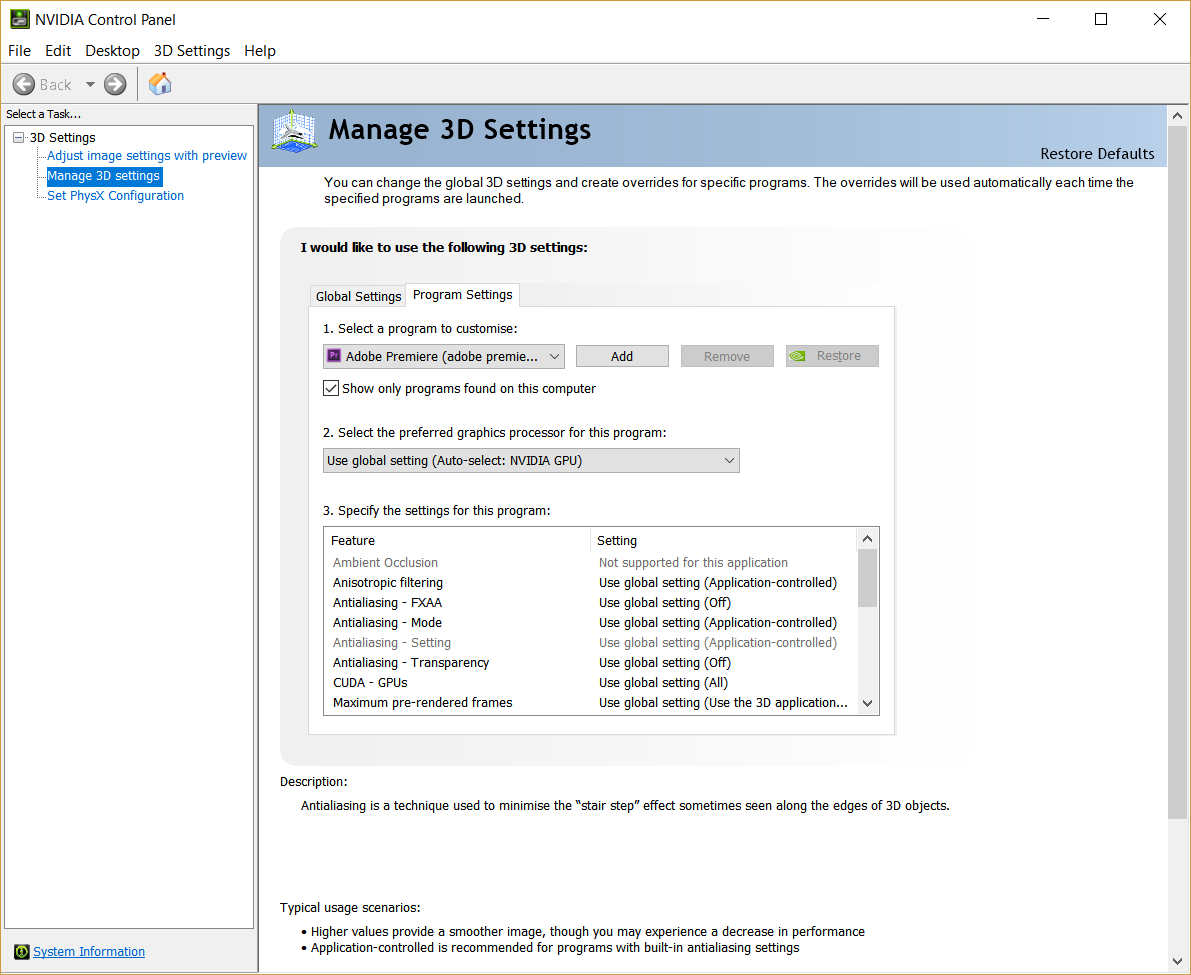 NVIDIA Control Panel
File Edit Desktop 3D Settings Help
Back
Select a Task...
3D Settings
Adjust image settings with preview
Manage 3D settings
Set PhysX Configuration
System Information
Manage 3D Settings
Restore Defaults
You can change the global 3D settings and create overrides for specific programs. The overrides will be used automatically each time the
specified programs are launched.
I would like to use the following 3D settings:
Global Settings Program Settings
1. Select a program to customise:
Pr Adobe Premiere (adobe premie... Add Remove Restore
Show only programs found on this computer
2. Select the preferred graphics processor for this program:
Use global setting (Auto-select: NVIDIA GPU)
3. Specify the settings for this program:
Feature Setting
Ambient Occlusion Not supported for this application
Anisotropic filtering Use global setting (Application-controlled)
Antialiasing - FXAA Use global setting (Off)
Antialiasing - Mode Use global setting (Application-controlled)
Antialiasing - Setting Use global setting (Application-controlled)
Antialiasing - Transparency Use global setting (Off)
CUDA - GPUs Use global setting (All)
Maximum pre-rendered frames Use global setting (Use the 3D application...
Description:
Antialiasing is a technique used to minimise the “stair step” effect sometimes seen along the edges of 3D objects.
Typical usage scenarios:
• Higher values provide a smoother image, though you may experience a decrease in performance
• Application-controlled is recommended for programs with built-in antialiasing settings